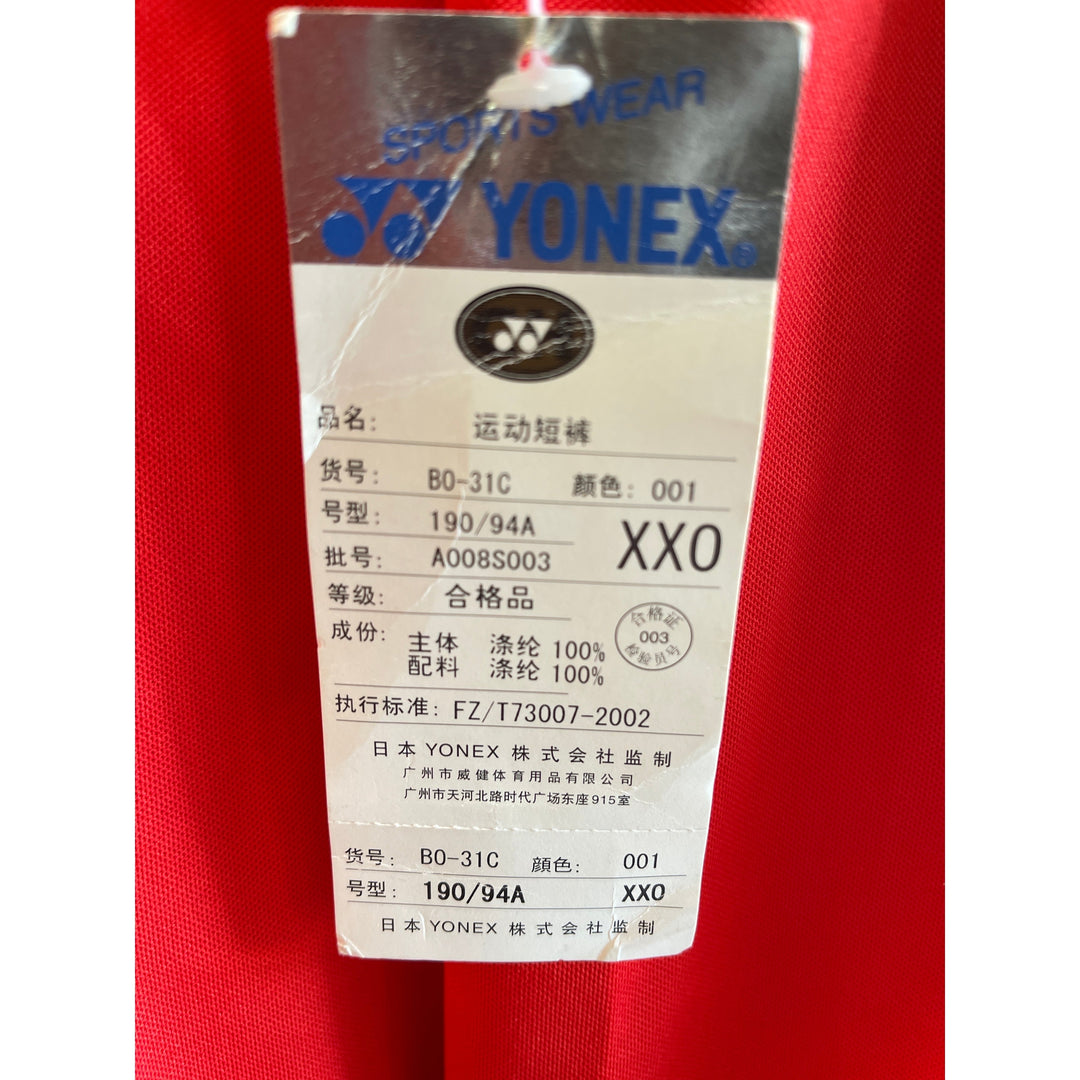 SPORTS WEAR
YONEX®
品名: 运动短裤
货号: BO-31C 颜色: 001
号型: 190/94A XXO
批号: A008S003
等级: 合格品
合格证 003 检验员号
成份: 主体 涤纶 100%
配料 涤纶 100%
执行标准: FZ/T73007-2002
日本 YONEX 株式会社监制
广州市威健体育用品有限公司
广州市天河北路时代广场东座915室
货号: BO-31C 顔色: 001
号型: 190/94A XXO
日本 YONEX 株式会社监制